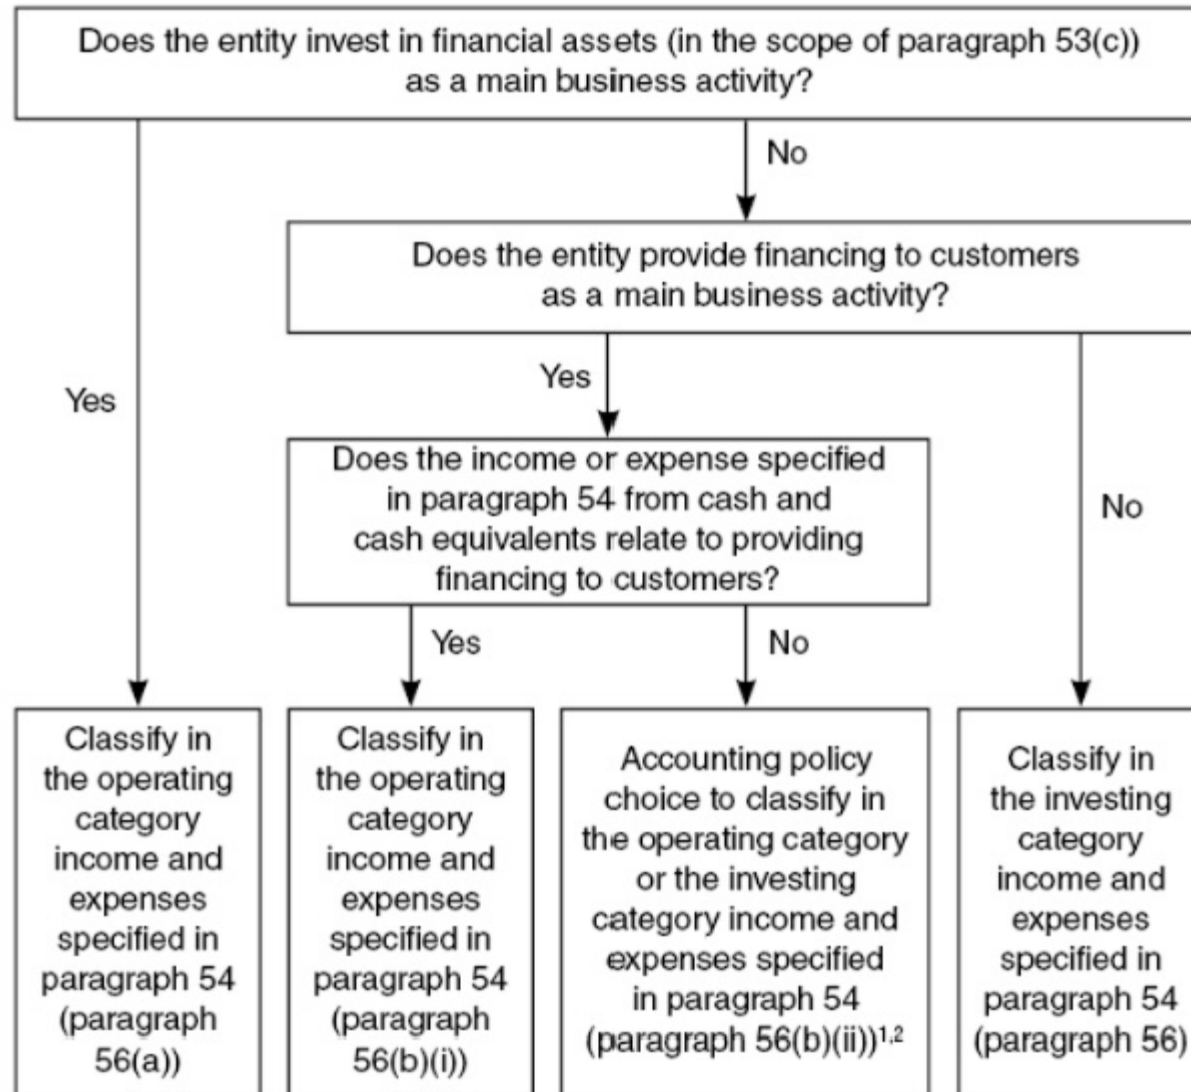 Does the entity invest in financial assets (in the scope of paragraph 53(c))
as a main business activity?
No
Does the entity provide financing to customers
as a main business activity?
Yes
Yes
Does the income or expense specified
in paragraph 54 from cash and
cash equivalents relate to providing
financing to customers?
No
Yes
No
Classify in
the operating
category
income and
expenses
specified in
paragraph 54
(paragraph
56(a))
Classify in
the operating
category
income and
expenses
specified in
paragraph 54
(paragraph
56(b)(i))
Accounting policy
choice to classify in
the operating category
or the investing
category income and
expenses specified
in paragraph 54
(paragraph 56(b)(ii))¹,²
Classify in
the investing
category
income and
expenses
specified in
paragraph 54
(paragraph 56)